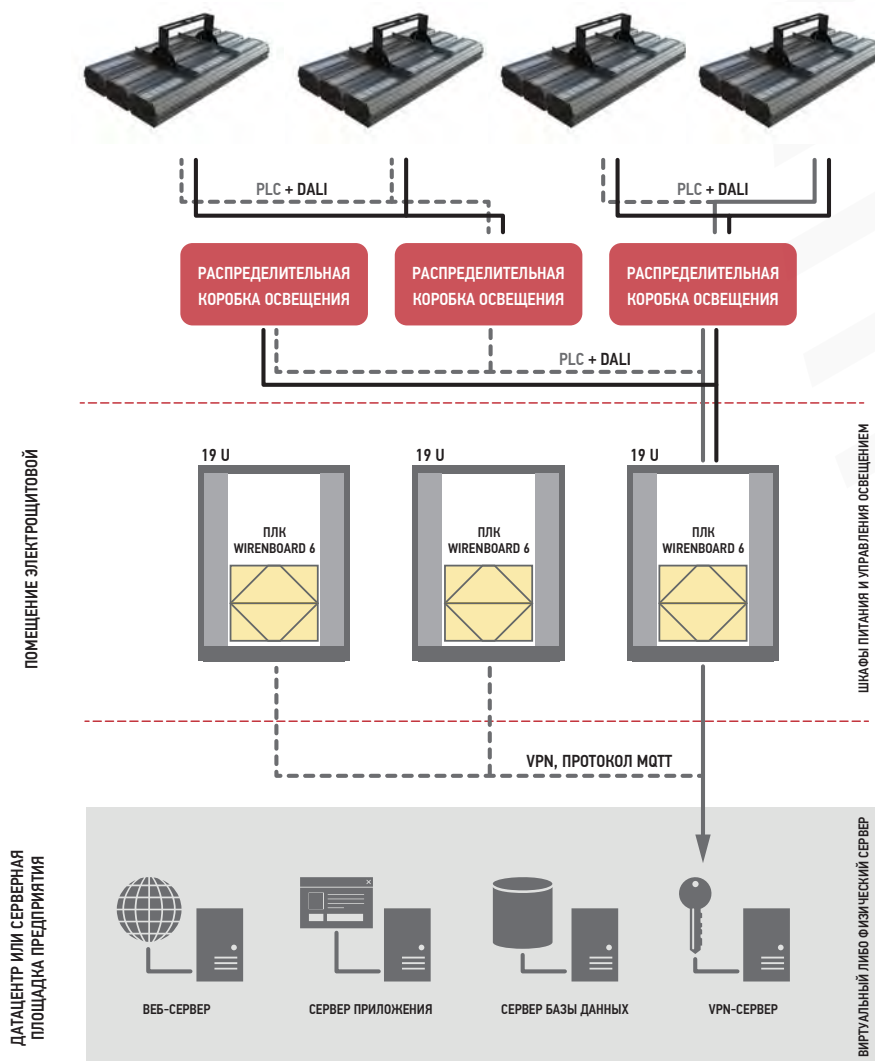 PLC + DALI
PLC + DALI
РАСПРЕДЕЛИТЕЛЬНАЯ
КОРОБКА ОСВЕЩЕНИЯ
РАСПРЕДЕЛИТЕЛЬНАЯ
КОРОБКА ОСВЕЩЕНИЯ
РАСПРЕДЕЛИТЕЛЬНАЯ
КОРОБКА ОСВЕЩЕНИЯ
PLC + DALI
ПОМЕЩЕНИЕ ЭЛЕКТРОЩИТОВОЙ
19 U
ПЛК
WIRENBOARD 6
19 U
ПЛК
WIRENBOARD 6
19 U
ПЛК
WIRENBOARD 6
ШКАФЫ ПИТАНИЯ И УПРАВЛЕНИЯ ОСВЕЩЕНИЕМ
VPN, ПРОТОКОЛ MQTT
ДАТАЦЕНТР ИЛИ СЕРВЕРНАЯ
ПЛОЩАДКА ПРЕДПРИЯТИЯ
ВЕБ-СЕРВЕР
СЕРВЕР ПРИЛОЖЕНИЯ
СЕРВЕР БАЗЫ ДАННЫХ
VPN-СЕРВЕР
ВИРТУАЛЬНЫЙ ЛИБО ФИЗИЧЕСКИЙ СЕРВЕР